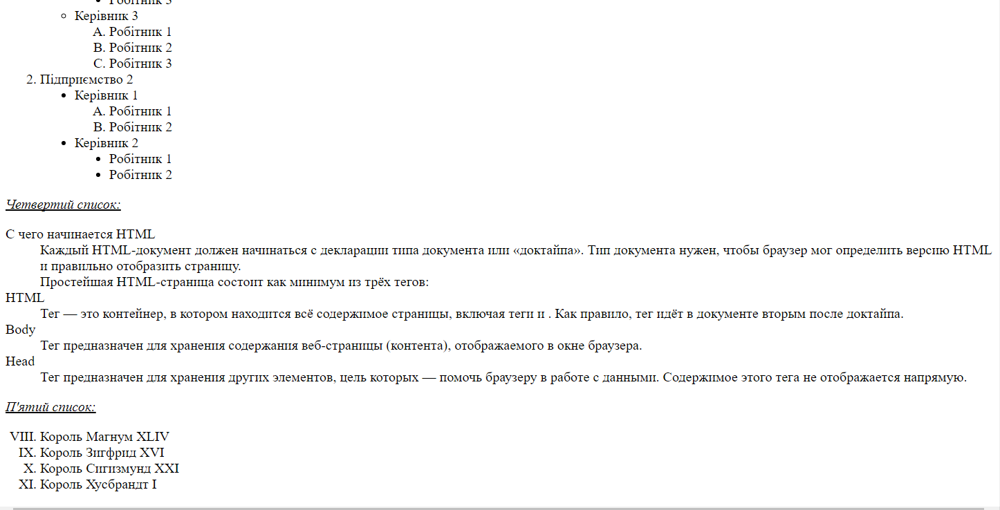 Робітник 3
Керівник 3
A. Робітник 1
B. Робітник 2
C. Робітник 3
2. Підприємство 2
Керівник 1
A. Робітник 1
B. Робітник 2
Керівник 2
Робітник 1
Робітник 2
Четвертий список:
С чего начинается HTML
Каждый HTML-документ должен начинаться с декларации типа документа или «доктайпа». Тип документа нужен, чтобы браузер мог определить версию HTML
и правильно отобразить страницу.
Простейшая HTML-страница состоит как минимум из трёх тегов:
HTML
Тег — это контейнер, в котором находится всё содержимое страницы, включая теги и . Как правило, тег идёт в документе вторым после доктайпа.
Body
Тег предназначен для хранения содержания веб-страницы (контента), отображаемого в окне браузера.
Head
Тег предназначен для хранения других элементов, цель которых — помочь браузеру в работе с данными. Содержимое этого тега не отображается напрямую.
П'ятий список:
VIII. Король Магнум XLIV
IX. Король Зигфрид XVI
X. Король Сигизмунд XXI
XI. Король Хусбрандт I